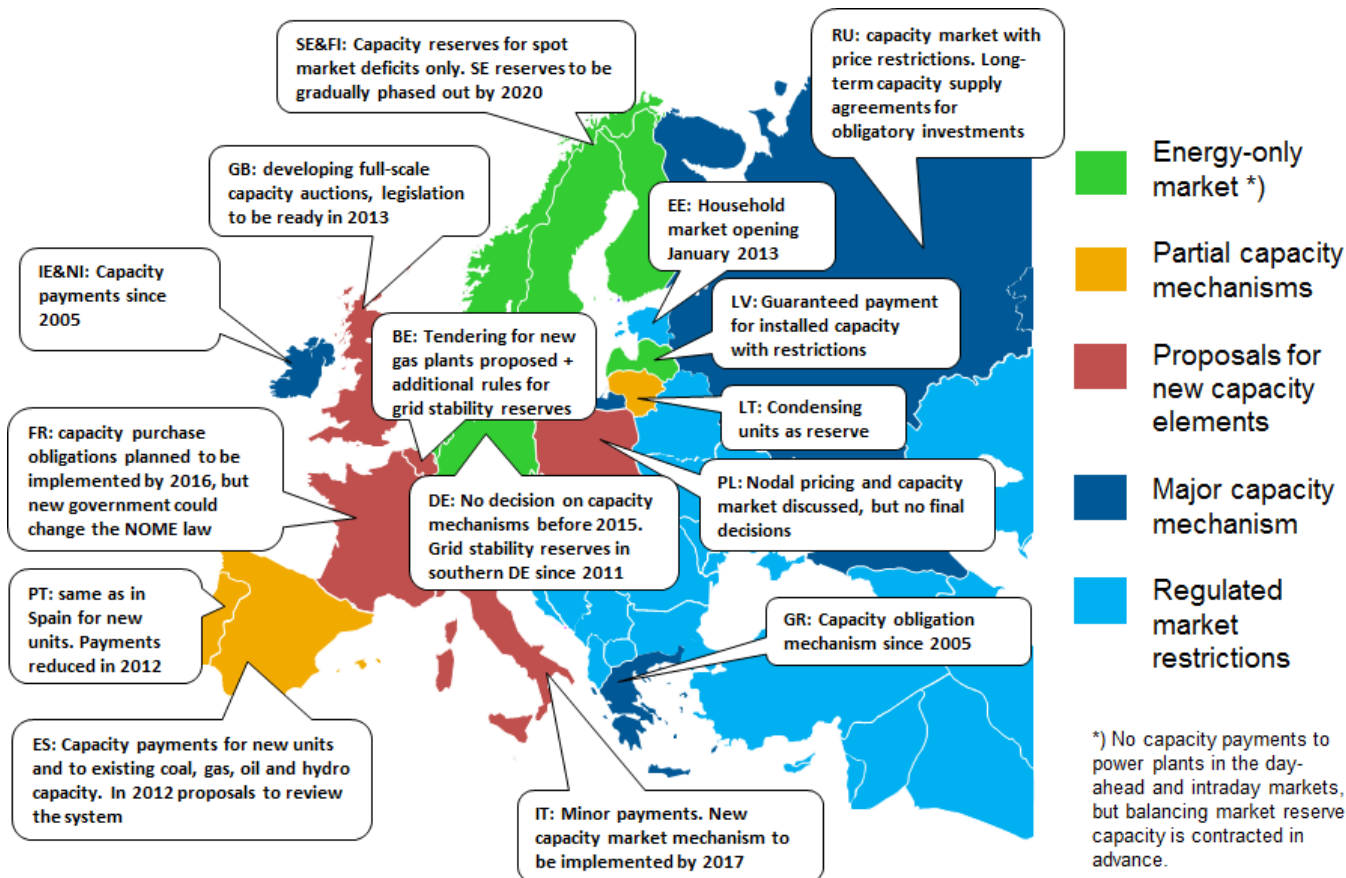 SE&FI: Capacity reserves for spot
market deficits only. SE reserves to be
gradually phased out by 2020
RU: capacity market with
price restrictions. Long-
term capacity supply
agreements for
obligatory investments
GB: developing full-scale
capacity auctions, legislation
to be ready in 2013
EE: Household
market opening
January 2013
IE&NI: Capacity
payments since
2005
LV: Guaranteed payment
for installed capacity
with restrictions
BE: Tendering for new
gas plants proposed +
additional rules for
grid stability reserves
LT: Condensing
units as reserve
FR: capacity purchase
obligations planned to be
implemented by 2016, but
new government could
change the NOME law
DE: No decision on capacity
mechanisms before 2015.
Grid stability reserves in
southern DE since 2011
PL: Nodal pricing and capacity
market discussed, but no final
decisions
PT: same as in
Spain for new
units. Payments
reduced in 2012
GR: Capacity obligation
mechanism since 2005
ES: Capacity payments for new units
and to existing coal, gas, oil and hydro
capacity. In 2012 proposals to review
the system
IT: Minor payments. New
capacity market mechanism to
be implemented by 2017
Energy-only
market *)
Partial capacity
mechanisms
Proposals for
new capacity
elements
Major capacity
mechanism
Regulated
market
restrictions
*) No capacity payments to
power plants in the day-
ahead and intraday markets,
but balancing market reserve
capacity is contracted in
advance.